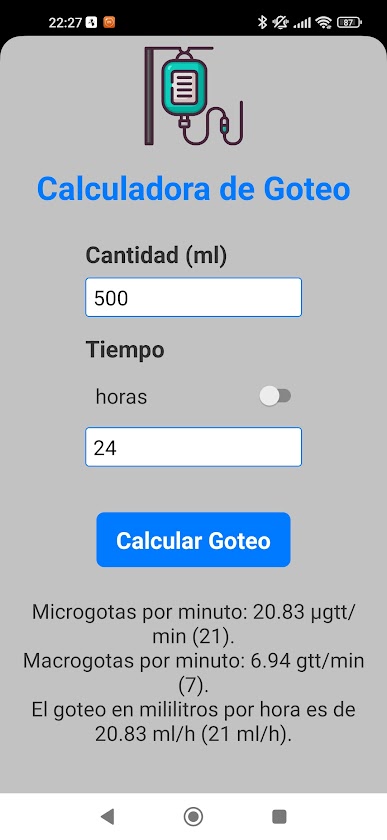 22:27
87
Calculadora de Goteo
Cantidad (ml)
500
Tiempo
horas
24
Calcular Goteo
Microgotas por minuto: 20.83 µgtt/
min (21).
Macrogotas por minuto: 6.94 gtt/min
(7).
El goteo en mililitros por hora es de
20.83 ml/h (21 ml/h).